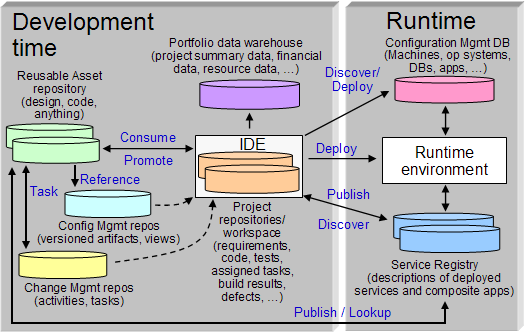 Development
time
Runtime
Portfolio data warehouse
(project summary data, financial
data, resource data, ...)
Configuration Mgmt DB
(Machines, op systems,
DBs, apps, ...)
Reusable Asset
repository
(design, code,
anything)
Discover/
Deploy
Consume
Promote
IDE
Deploy
Runtime
environment
Task
Reference
Publish
Discover
Config Mgmt repos
(versioned artifacts, views)
Project
repositories/
workspace
(requirements,
code, tests,
assigned tasks,
build results,
defects, ...)
Change Mgmt repos
(activities, tasks)
Service Registry
(descriptions of deployed
services and composite apps)
Publish / Lookup